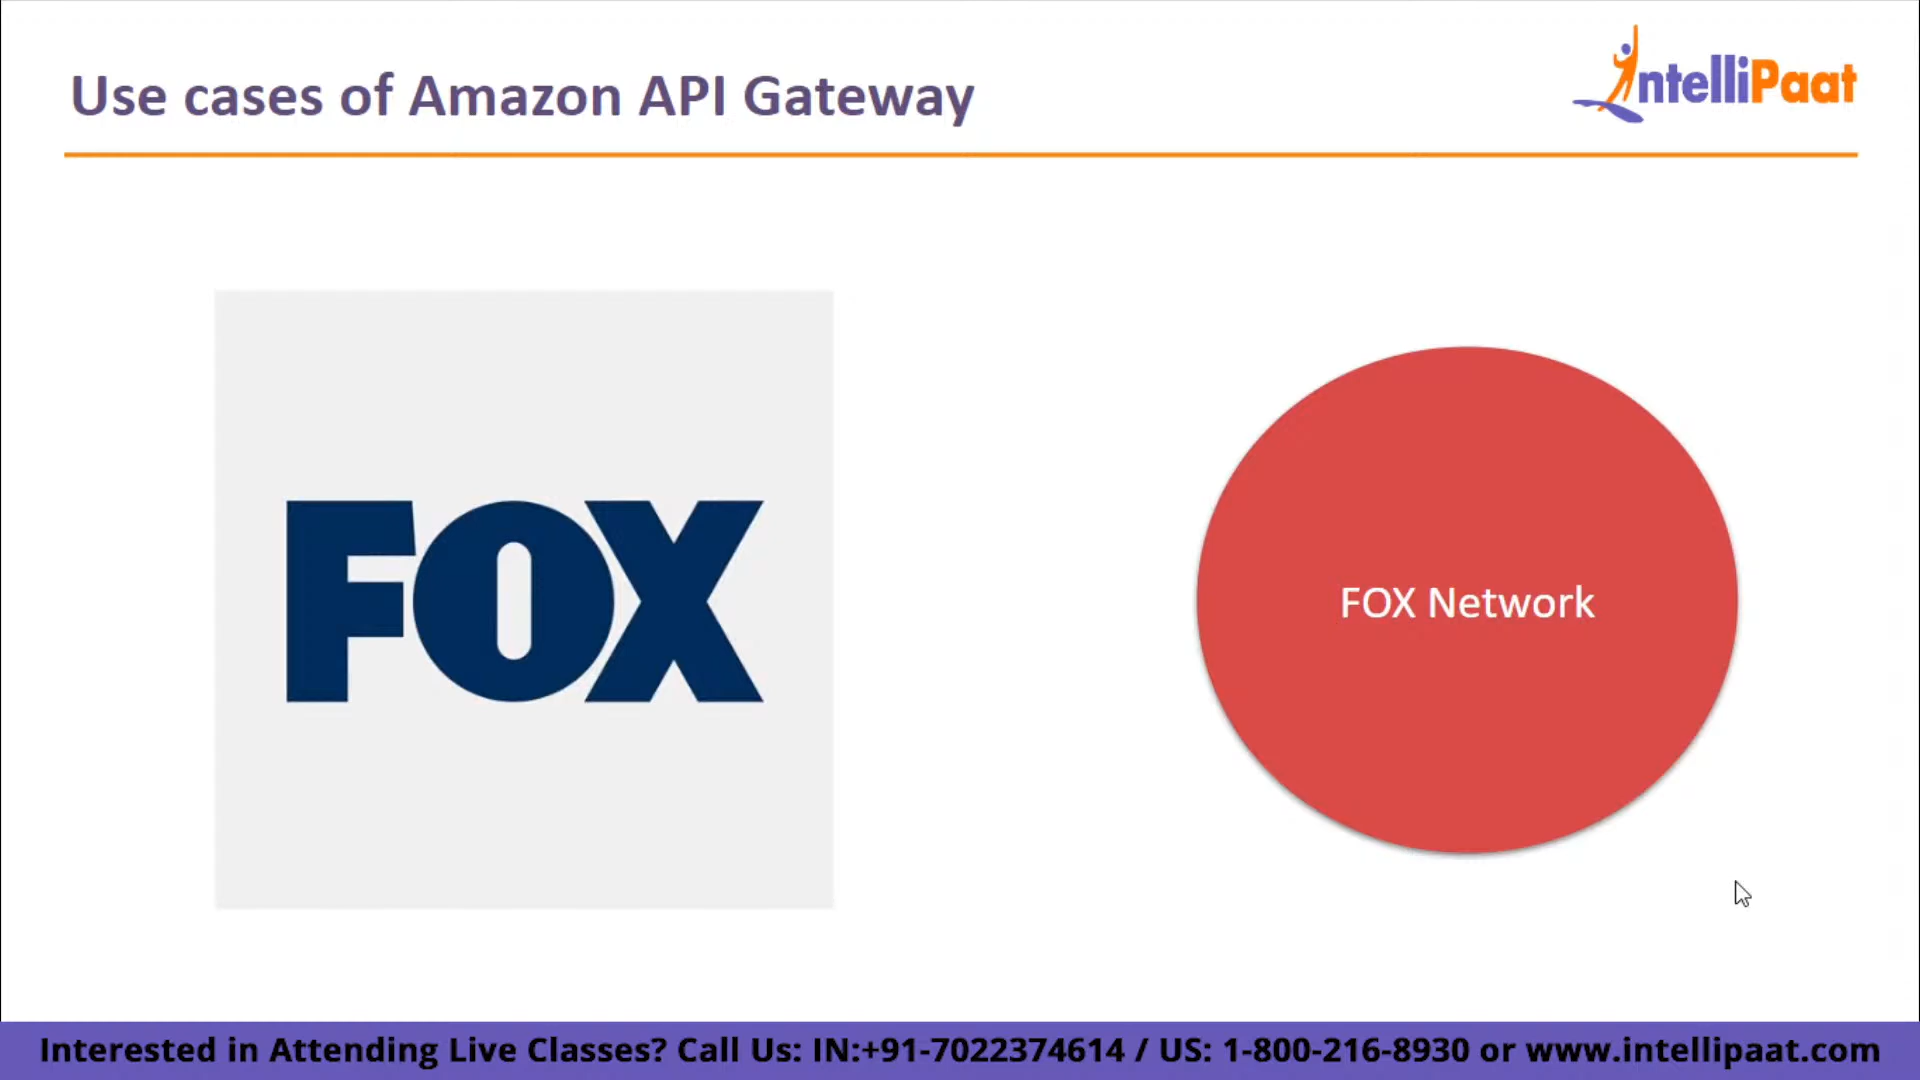 Use cases of Amazon API Gateway
IntelliPaat
FOX
FOX Network
Interested in Attending Live Classes? Call Us: IN:+91-7022374614 / US: 1-800-216-8930 or www.intellipaat.com